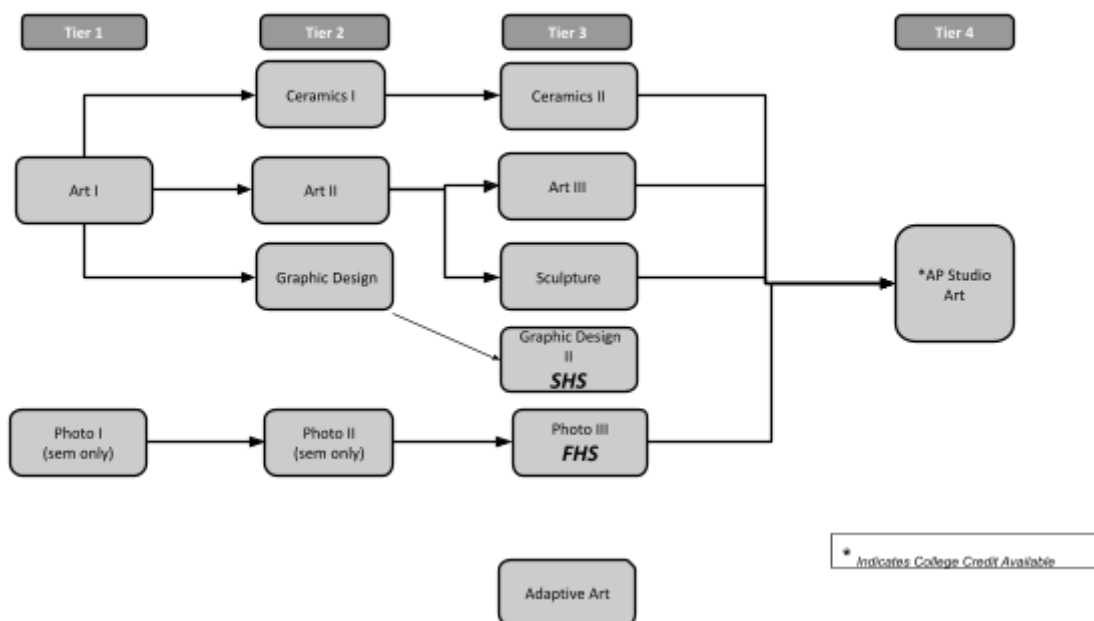 Tier 1
Tier 2
Tier 3
Tier 4
Ceramics I
Ceramics II
Art I
Art II
Art III
Graphic Design
Sculpture
*AP Studio
Art
Graphic Design
II
SHS
Photo I
(sem only)
Photo II
(sem only)
Photo III
FHS
* Indicates College Credit Available
Adaptive Art